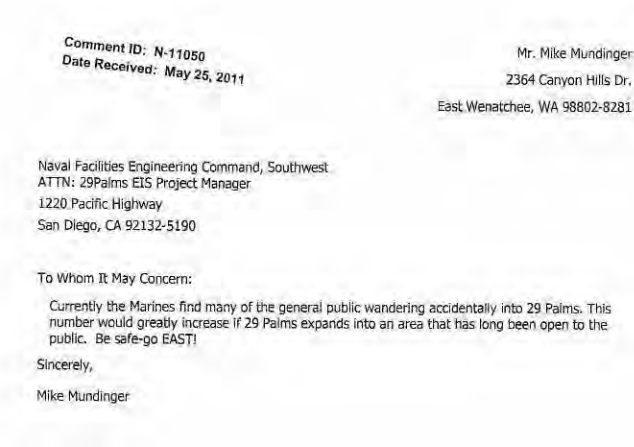 Comment ID: N-11050
Date Received: May 25, 2011
Mr. Mike Mundinger
2364 Canyon Hills Dr.
East Wenatchee, WA 98802-8281
Naval Facilities Engineering Command, Southwest
ATTN: 29Palms EIS Project Manager
1220 Pacific Highway
San Diego, CA 92132-5190
To Whom It May Concern:
Currently the Marines find many of the general public wandering accidentally into 29 Palms. This
number would greatly increase if 29 Palms expands into an area that has long been open to the
public. Be safe-go EAST!
Sincerely,
Mike Mundinger